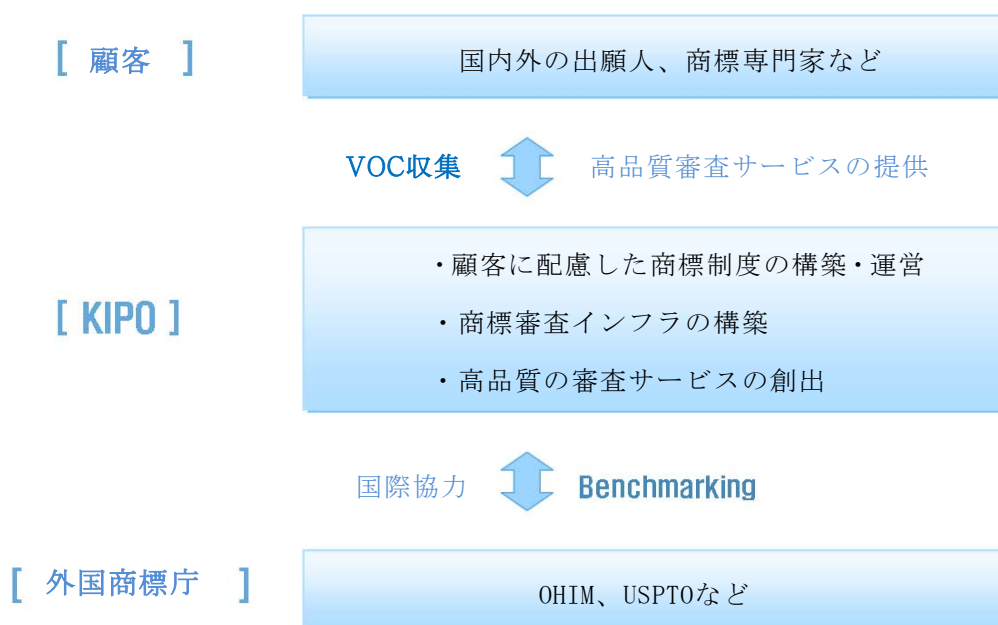 [ 顧客 ]
国内外の出願人、商標専門家など
VOC収集
高品質審査サービスの提供
・顧客に配慮した商標制度の構築・運営
[ KIPO ]
・商標審査インフラの構築
・高品質の審査サービスの創出
国際協力
Benchmarking
[ 外国商標庁 ]
OHIM、USPTOなど